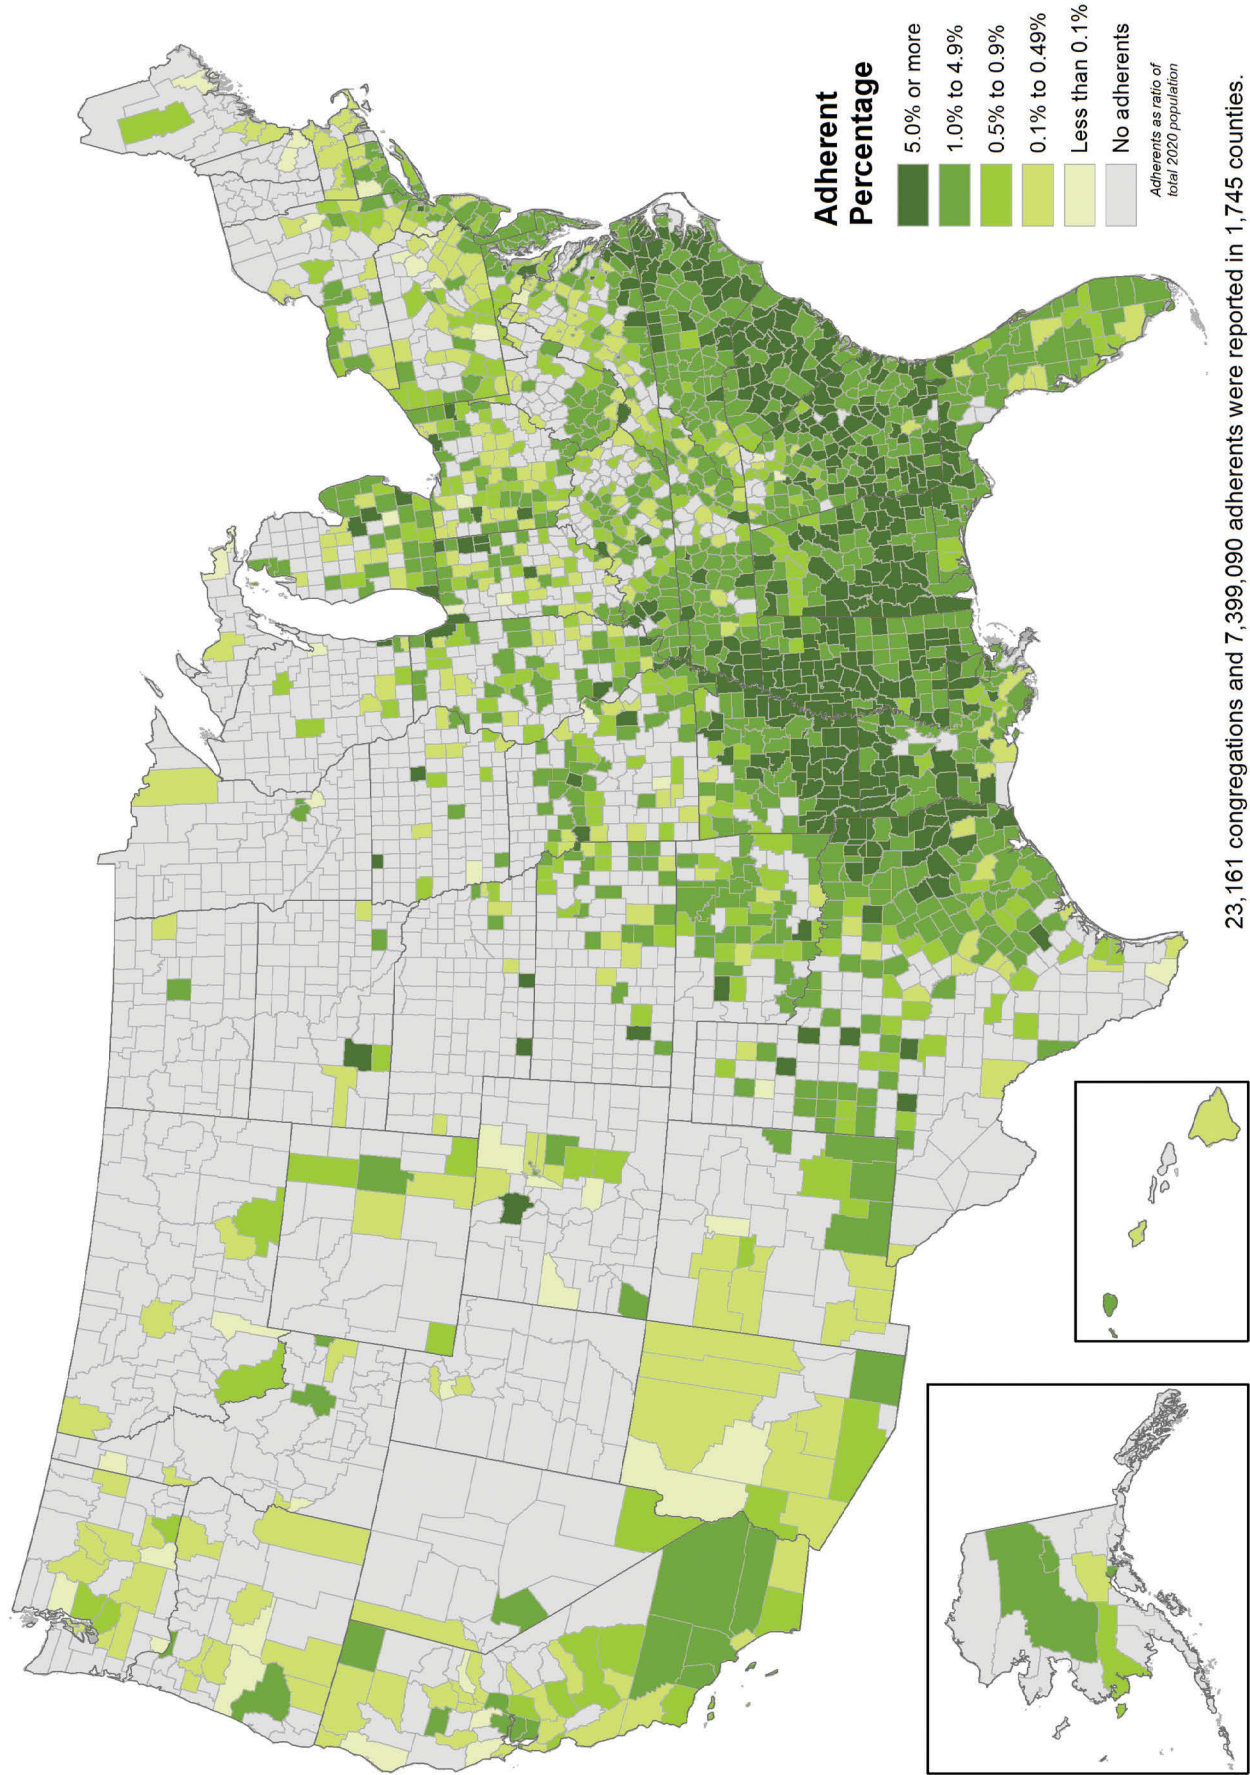 Adherent
Percentage
5.0% or more
1.0% to 4.9%
0.5% to 0.9%
0.1% to 0.49%
Less than 0.1%
No adherents
Adherents as ratio of
total 2020 population
23,161 congregations and 7,399,090 adherents were reported in 1,745 counties.